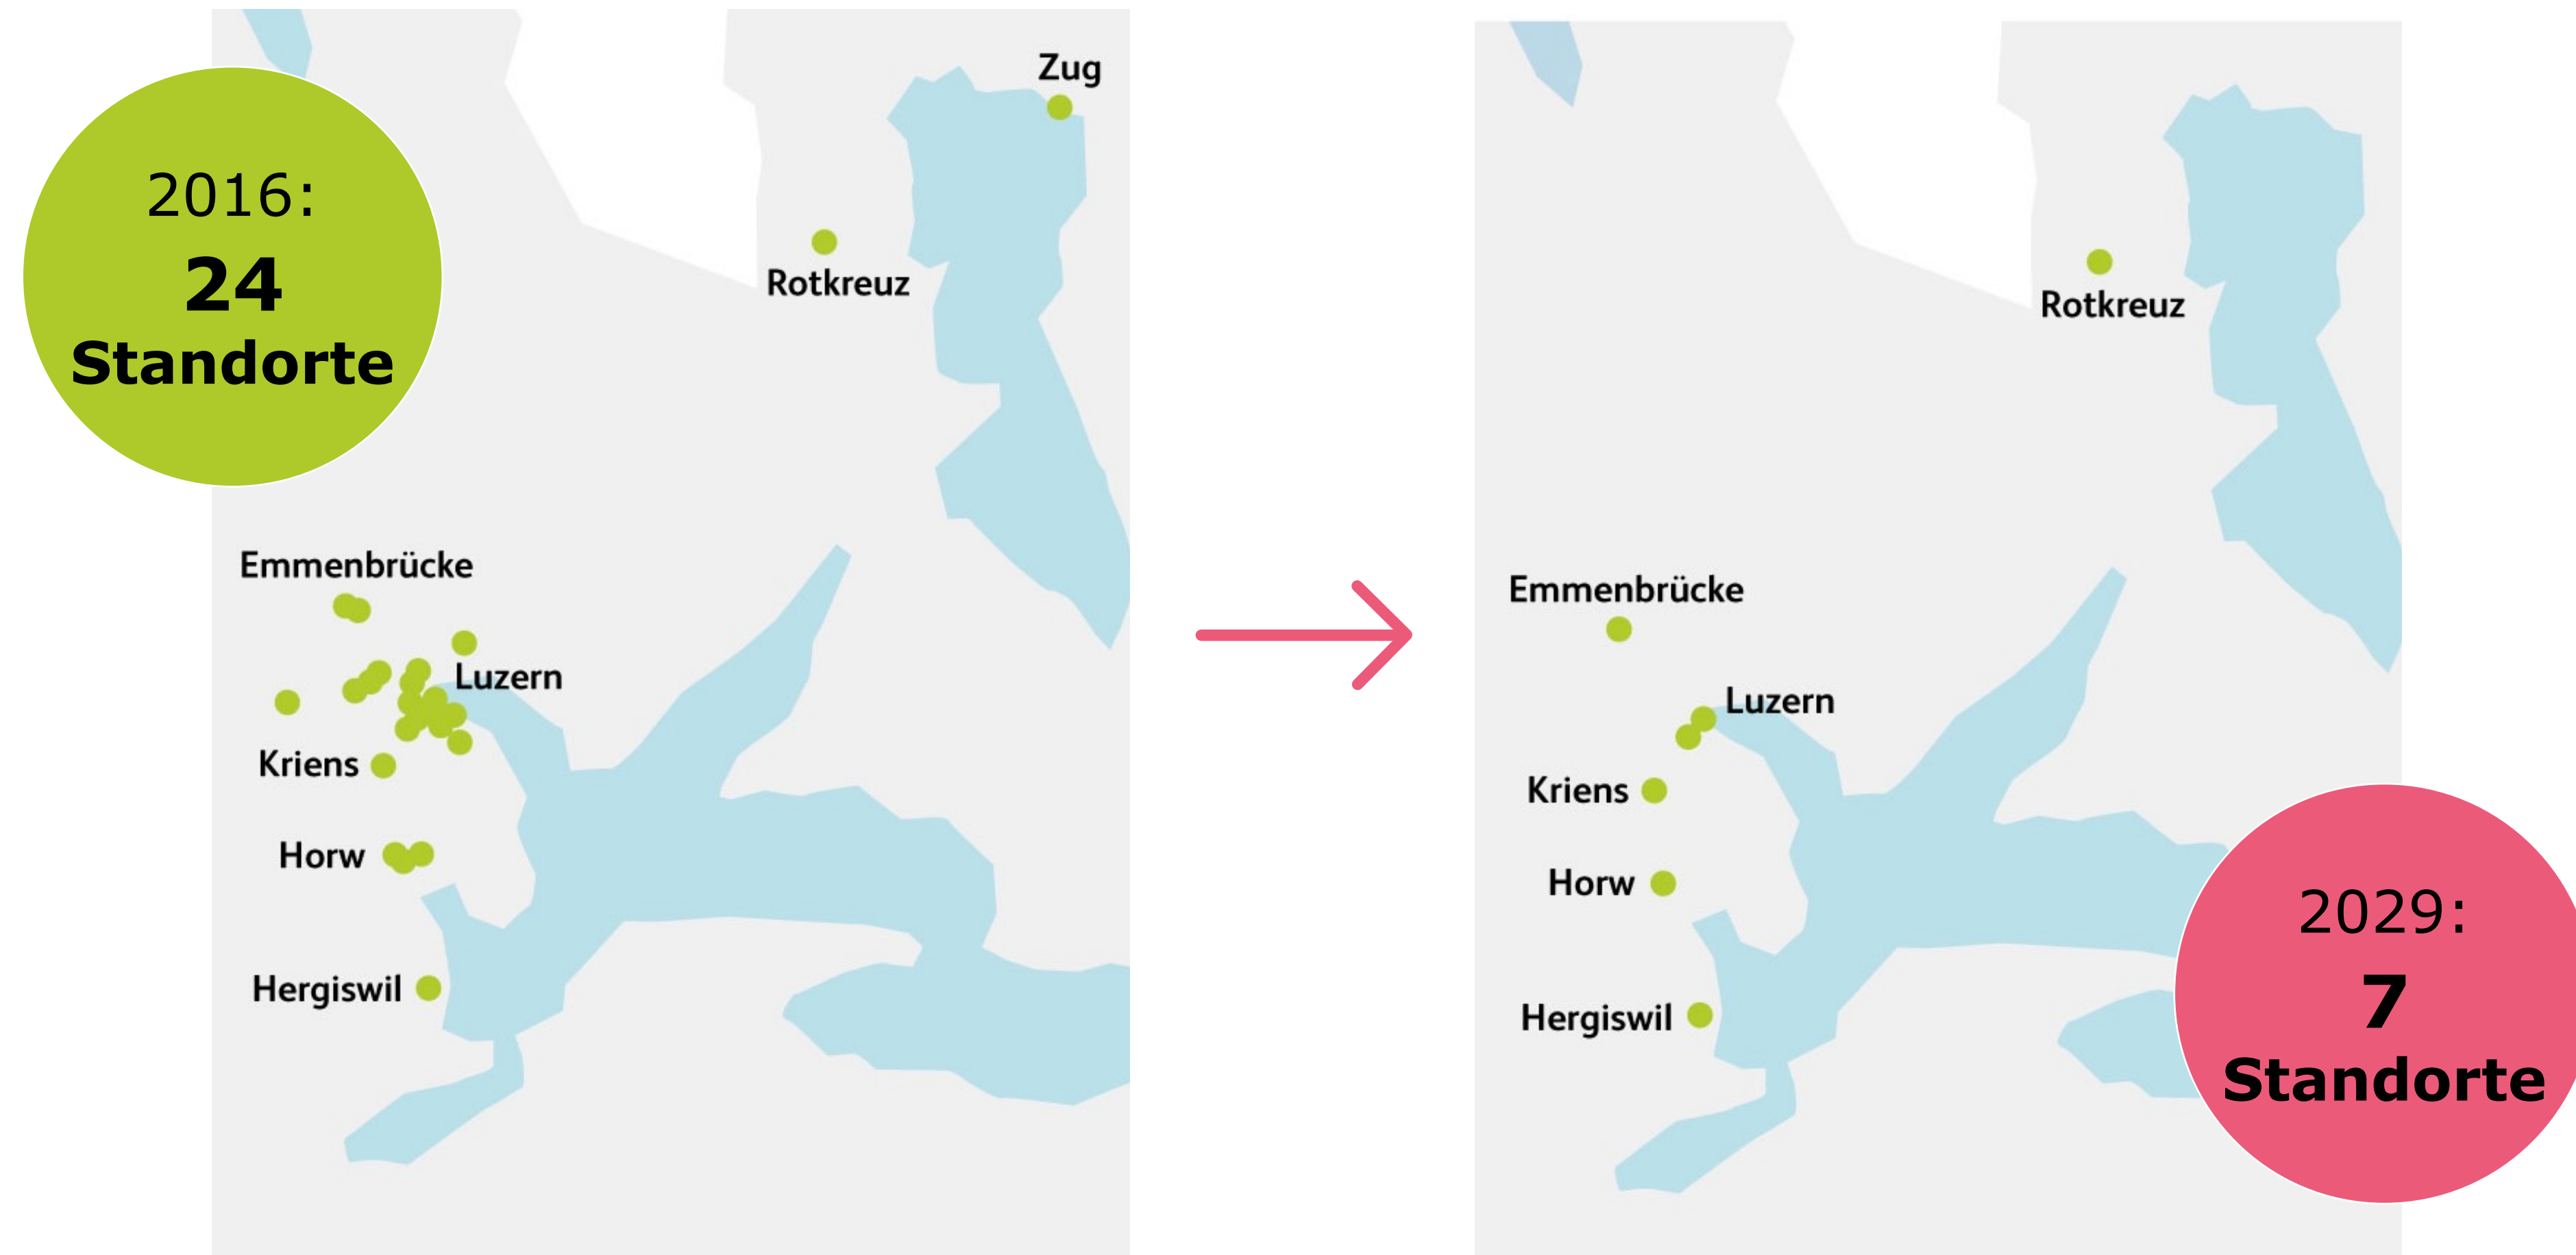 2016:
24
Standorte
Zug
Rotkreuz
Emmenbrücke
Luzern
Kriens
Horw
Hergiswil
Rotkreuz
Emmenbrücke
Luzern
Kriens
Horw
Hergiswil
2029:
7
Standorte